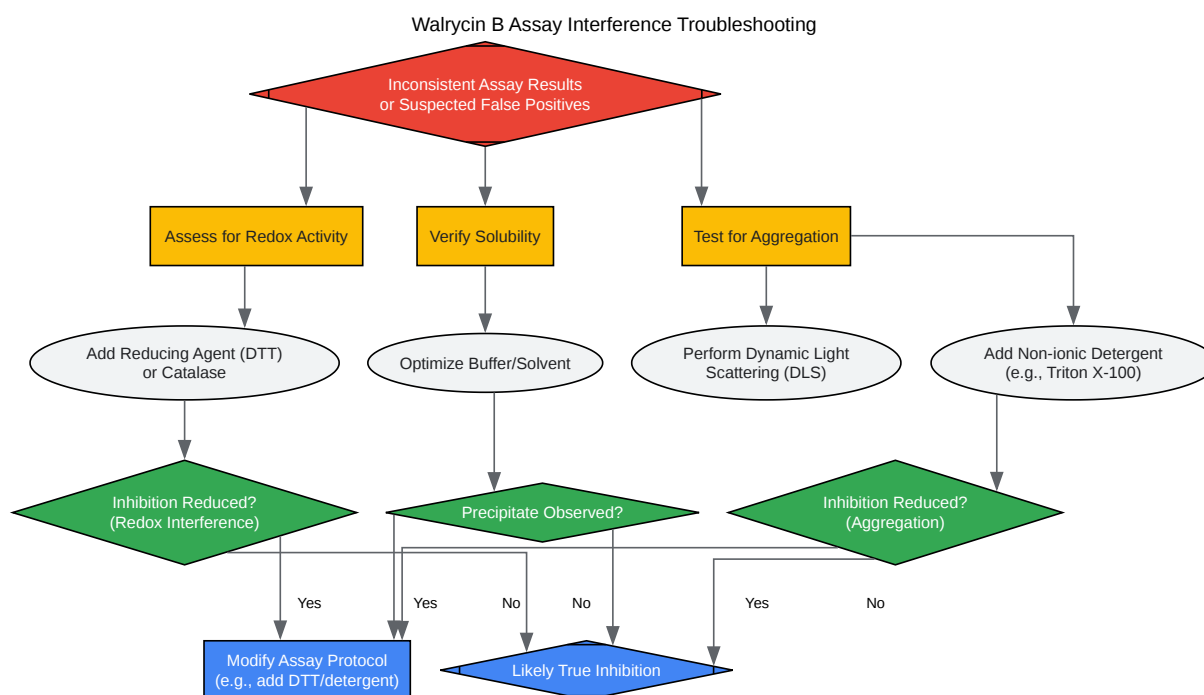 Walrycin B Assay Interference Troubleshooting
Inconsistent Assay Results
or Suspected False Positives
Assess for Redox Activity
Verify Solubility
Test for Aggregation
Add Reducing Agent (DTT)
or Catalase
Optimize Buffer/Solvent
Perform Dynamic Light
Scattering (DLS)
Add Non-ionic Detergent
(e.g., Triton X-100)
Inhibition Reduced?
(Redox Interference)
Precipitate Observed?
Inhibition Reduced?
(Aggregation)
Yes
Yes
No
No
Yes
No
Modify Assay Protocol
(e.g., add DTT/detergent)
Likely True Inhibition